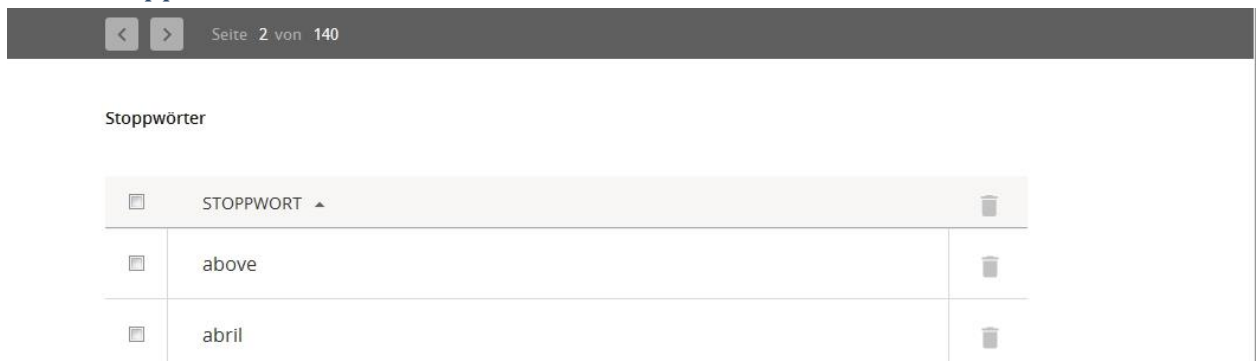 Seite 2 von 140
Stoppwörter
STOPPWORT
above
abril